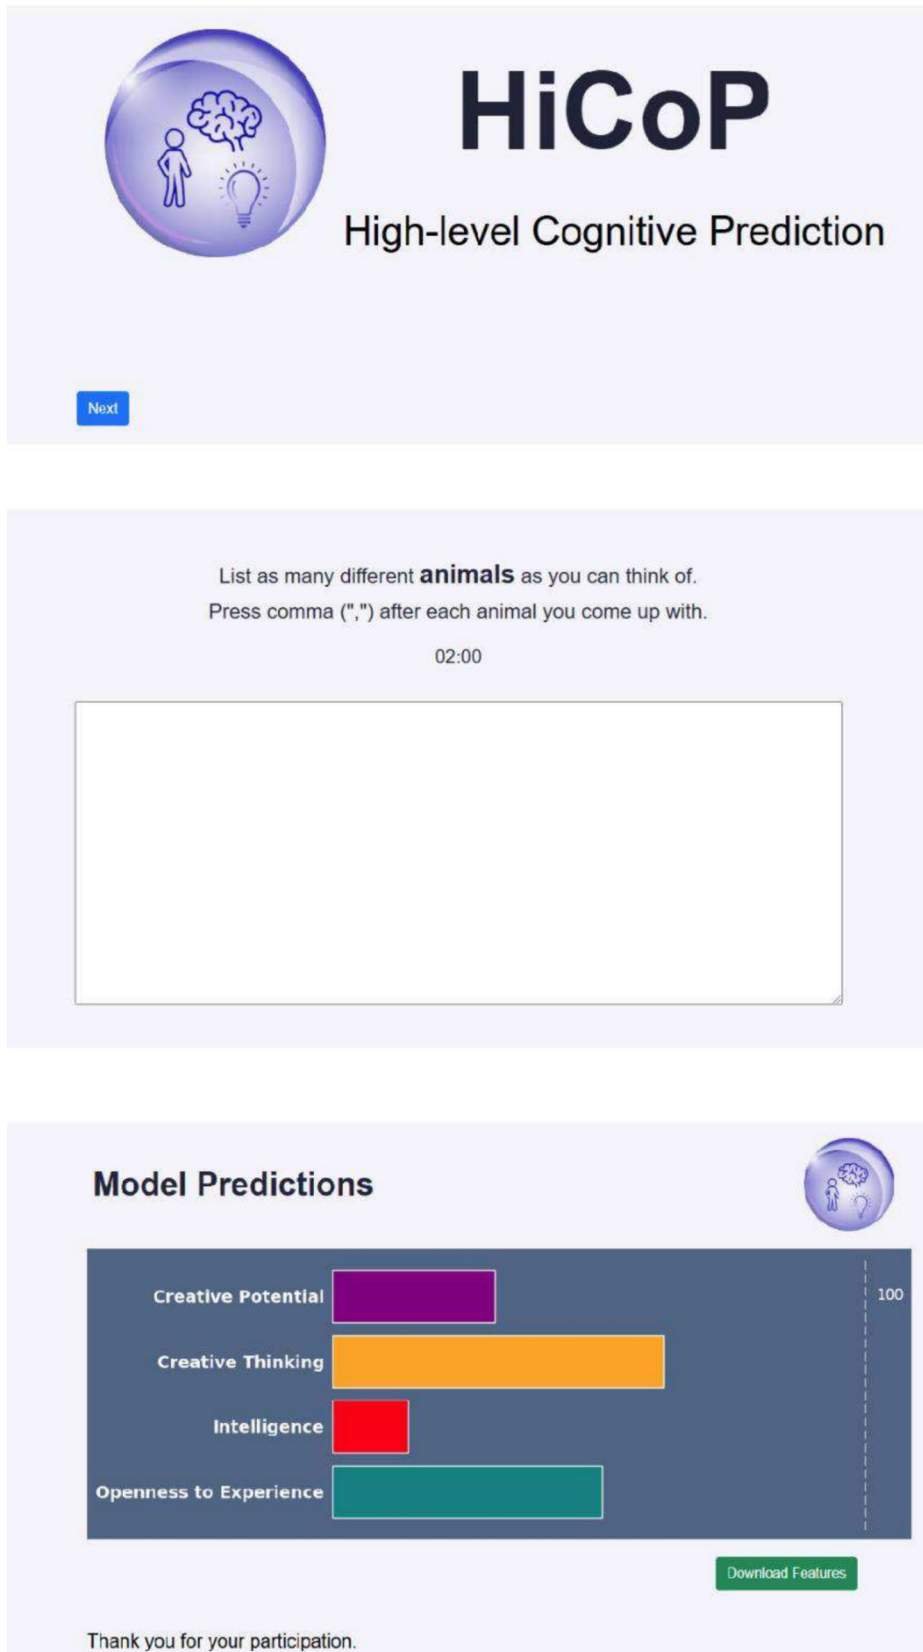 HiCoP
High-level Cognitive Prediction
Next
List as many different animals as you can think of.
Press comma (",") after each animal you come up with.
02:00
Model Predictions
Creative Potential
100
Creative Thinking
Intelligence
Openness to Experience
Download Features
Thank you for your participation.